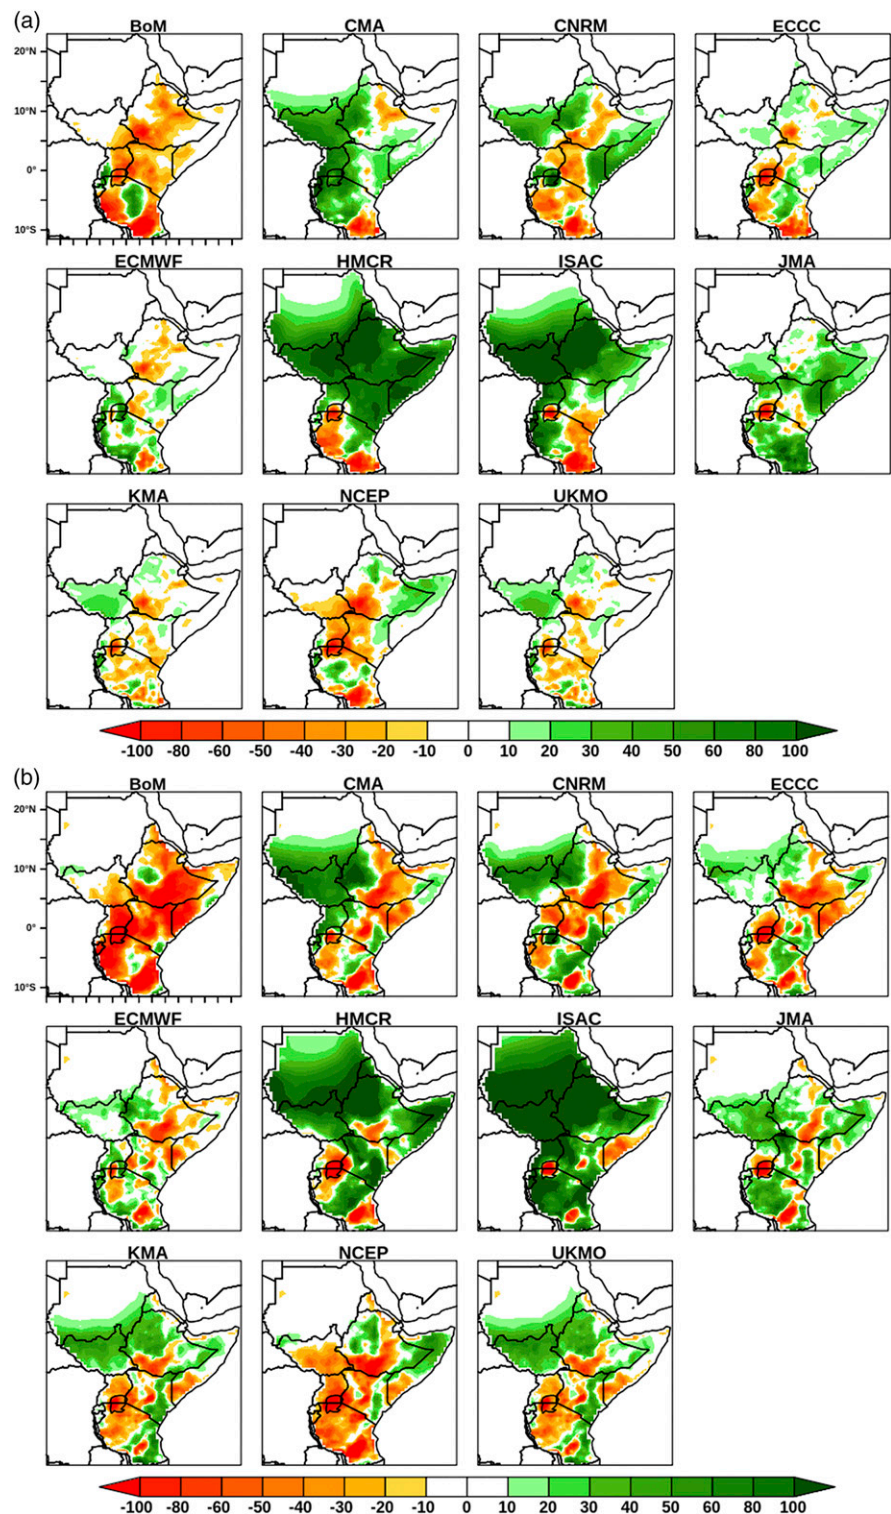 (a)
BoM CMA CNRM ECCC
20°N
10°N
0°
10°S
ECMWF HMCR ISAC JMA
KMA NCEP UKMO
-100 -80 -60 -50 -40 -30 -20 -10 0 10 20 30 40 50 60 80 100
(b)
BoM CMA CNRM ECCC
20°N
10°N
0°
10°S
ECMWF HMCR ISAC JMA
KMA NCEP UKMO
-100 -80 -60 -50 -40 -30 -20 -10 0 10 20 30 40 50 60 80 100